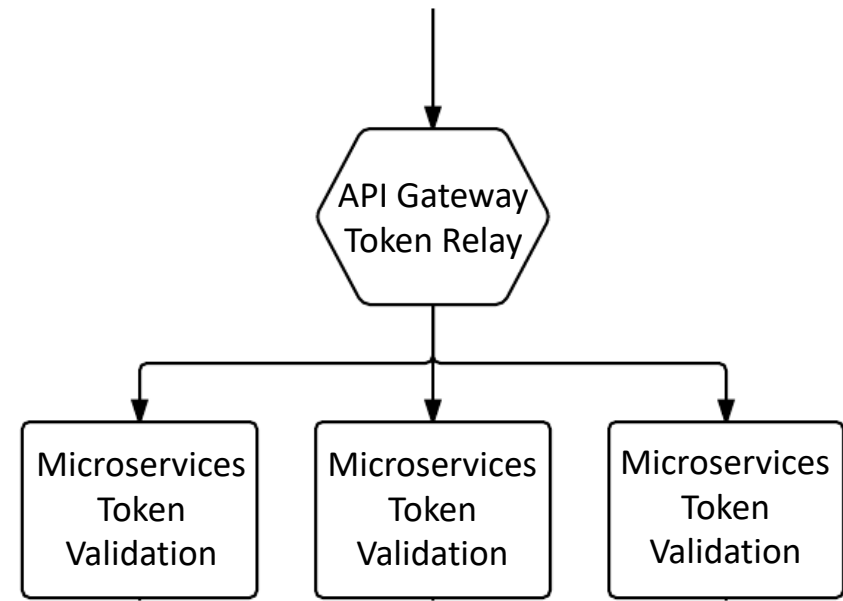 API Gateway
Token Relay
Microservices
Token
Validation
Microservices
Token
Validation
Microservices
Token
Validation